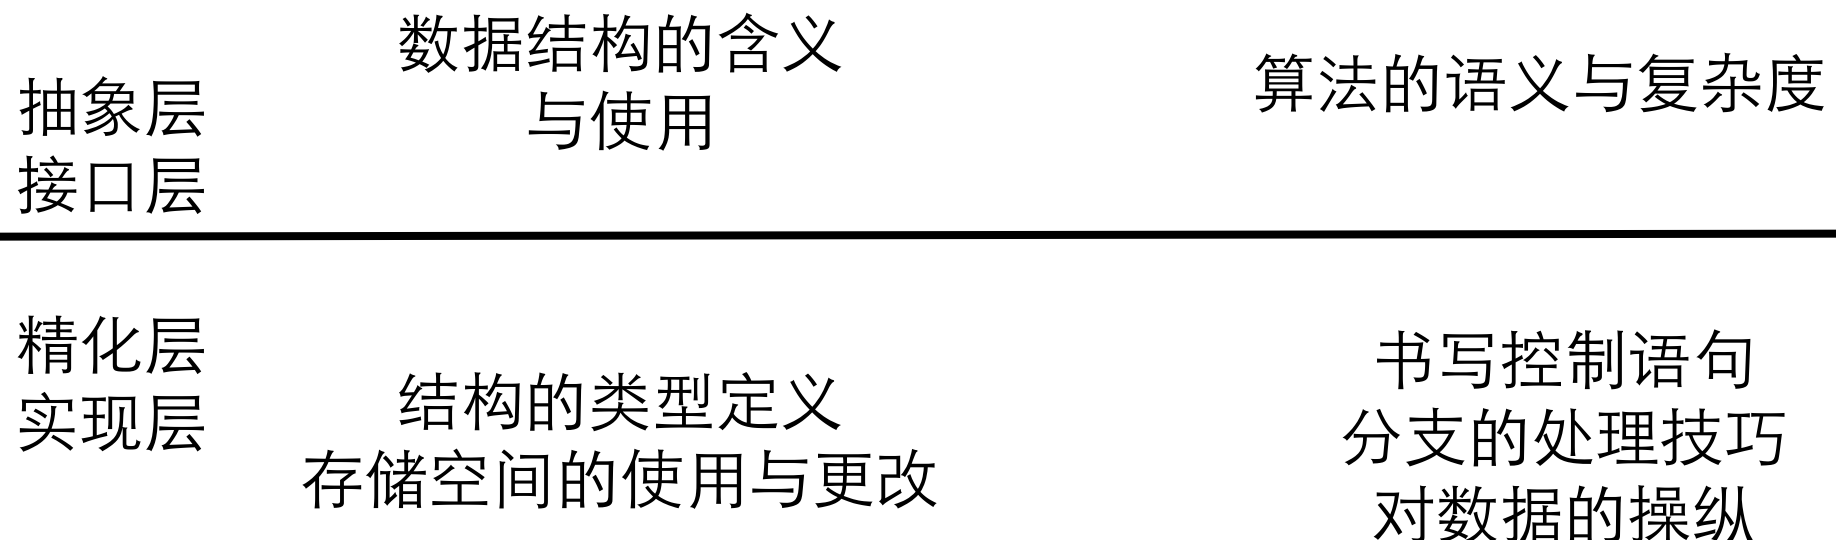 抽象层
接口层
数据结构的含义
与使用
算法的语义与复杂度
精化层
实现层
结构的类型定义
存储空间的使用与更改
书写控制语句
分支的处理技巧
对数据的操纵